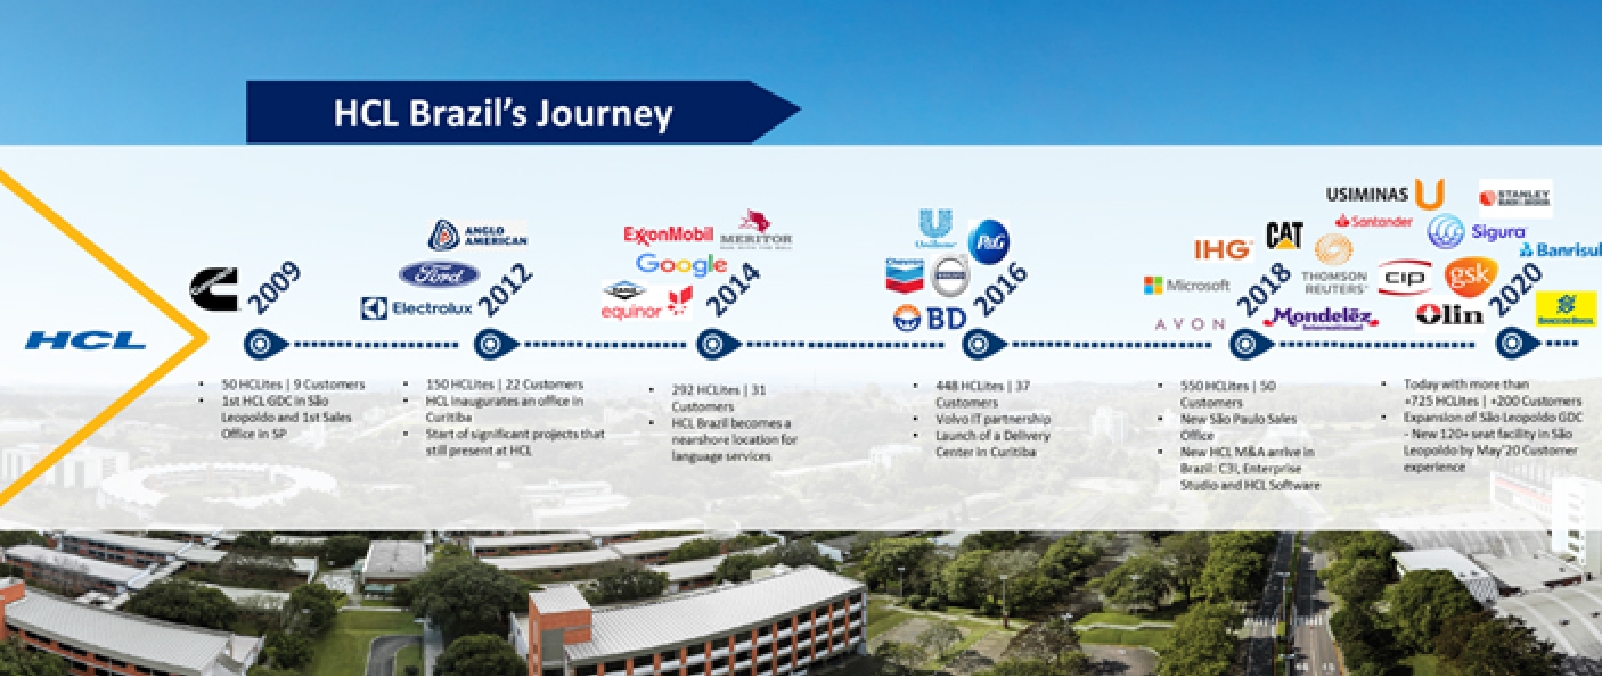 HCL Brazil's Journey
HCL
Cummins
2009
ANGLO
AMERICAN
Ford
Electrolux
2012
ExxonMobil
MERITOR
Google
equinor
2014
Unilever
P&G
Chevron
VOLVO
BD
2016
USIMINAS
STANLEY
Santander
Sigura
IHG
CAT
Banrisul
Microsoft
THOMSON
REUTERS
cip
gsk
AVON
2018
Mondelēz
International
Olin
2020
BANCO DO BRASIL
• 50 HCLites | 9 Customers
• 1st HCL GDC in São
Leopoldo and 1st Sales
Office in SP
• 150 HCLites | 22 Customers
• HCL inaugurates an office in
Curitiba
• Start of significant projects that
still present at HCL
• 292 HCLites | 31
Customers
• HCL Brazil becomes a
nearshore location for
language services
• 448 HCLites | 37
Customers
• Volvo IT partnership
• Launch of a Delivery
Center in Curitiba
• 550 HCLites | 50
Customers
• New São Paulo Sales
Office
• New HCL M&A arrive in
Brazil: C3i, Enterprise
Studio and HCL Software
• Today with more than
+725 HCLites | +200 Customers
• Expansion of São Leopoldo GDC
- New 120+ seat facility in São
Leopoldo by May'20 Customer
experience